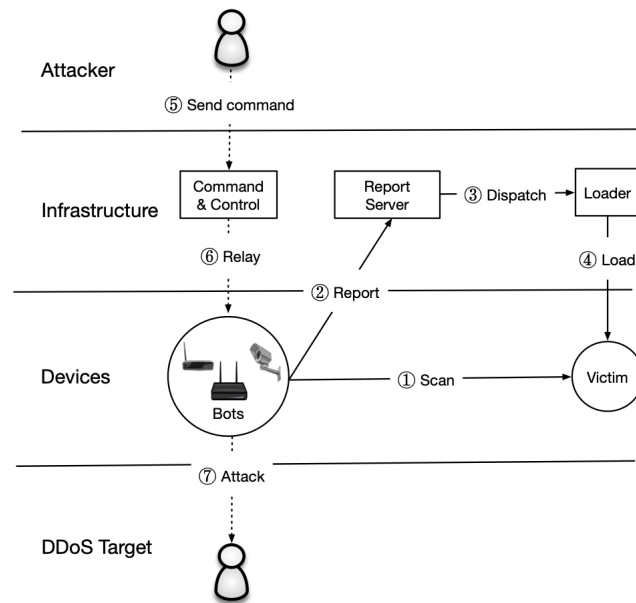 Attacker
⑤ Send command
Infrastructure
Command
& Control
Report
Server
③ Dispatch
Loader
⑥ Relay
④ Load
② Report
Devices
Bots
① Scan
Victim
⑦ Attack
DDoS Target